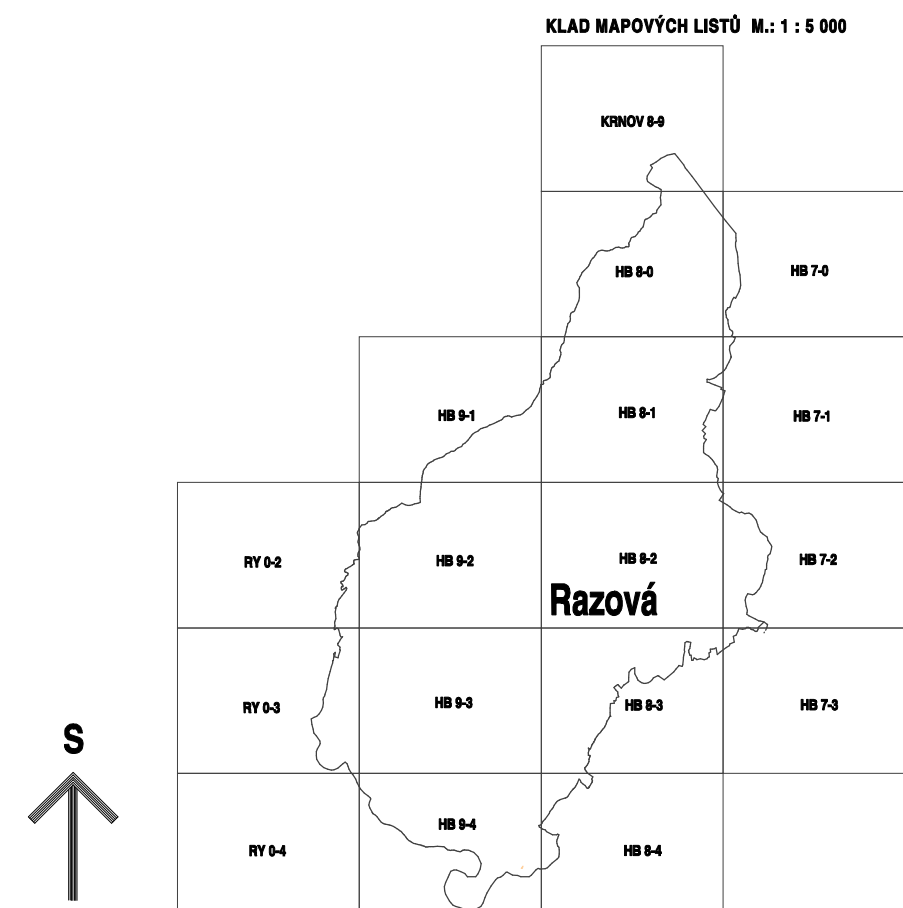 KLAD MAPOVÝCH LISTŮ M.: 1 : 5 000
KRNOV 8-9
HB 8-0
HB 7-0
HB 9-1
HB 8-1
HB 7-1
RY 0-2
HB 9-2
HB 8-2
HB 7-2
Razová
RY 0-3
HB 9-3
HB 8-3
HB 7-3
S
RY 0-4
HB 9-4
HB 8-4